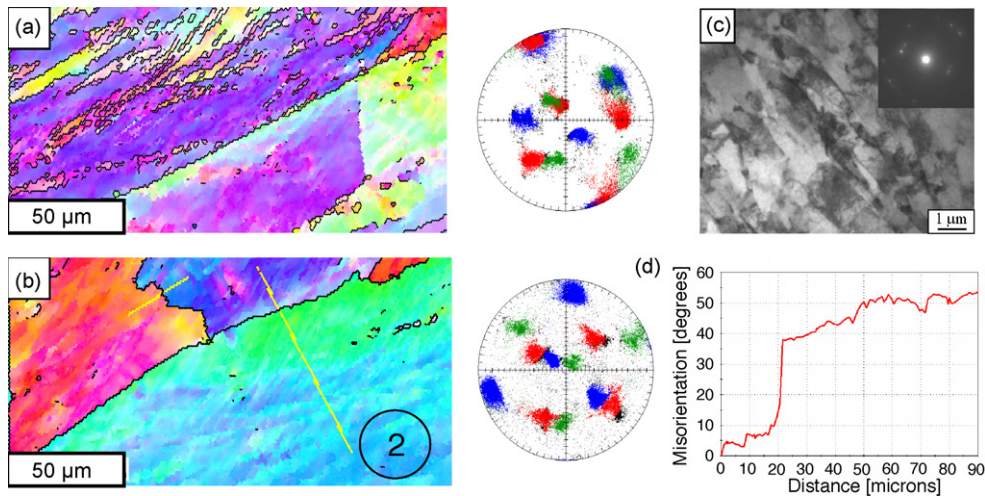 (a)
50 µm
(c)
1 µm
(b)
50 µm
2
(d)
Misorientation [degrees]
60
50
40
30
20
10
0
0 10 20 30 40 50 60 70 80 90
Distance [microns]